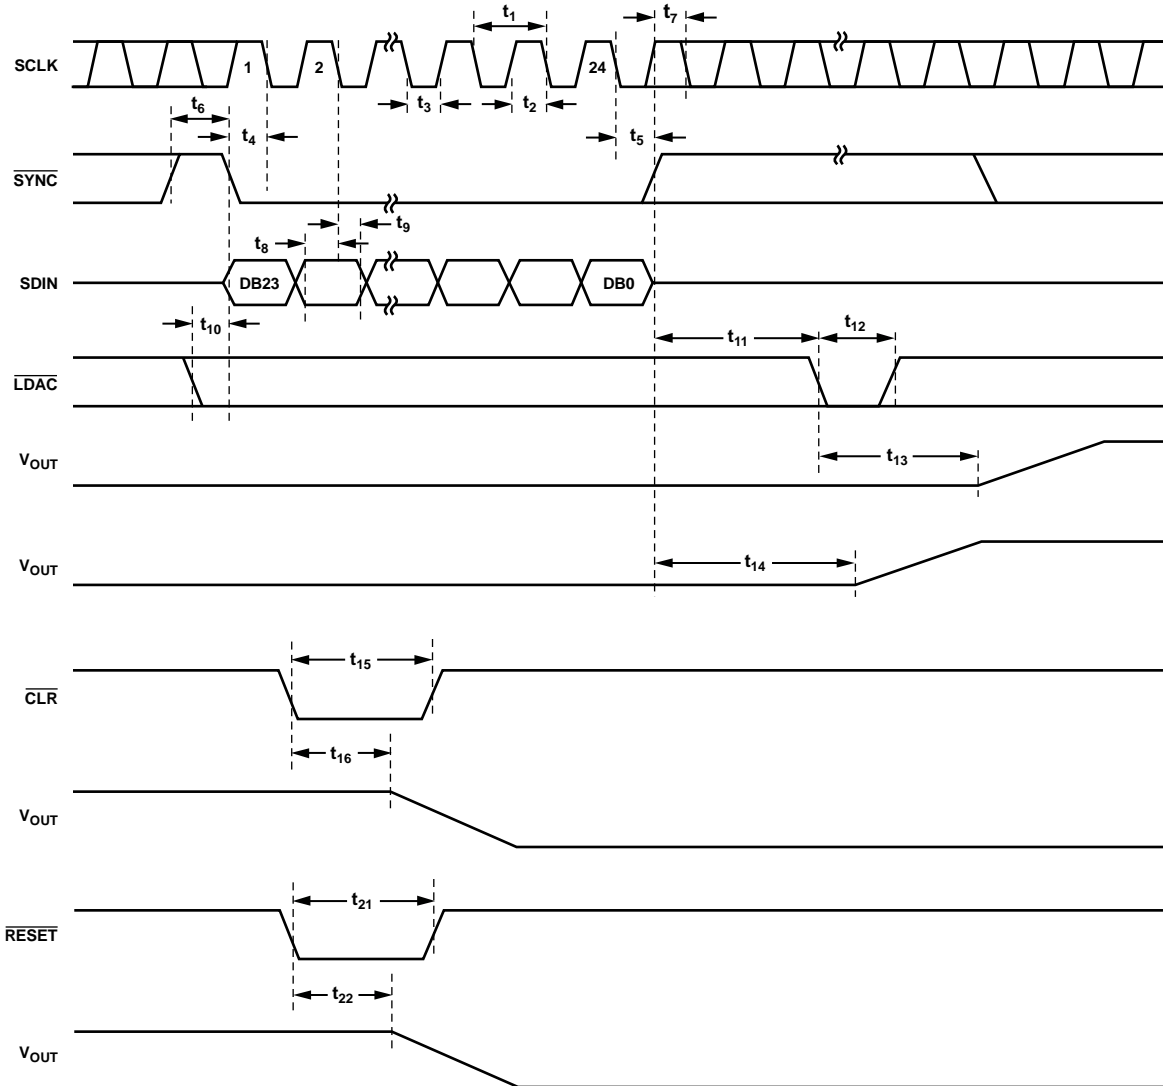 t1
t7
SCLK
1
2
24
t3
t2
t6
t4
t5
SYNC
t9
t8
SDIN
DB23
DB0
t10
t11
t12
LDAC
VOUT
t13
VOUT
t14
t15
CLR
t16
VOUT
t21
RESET
t22
VOUT